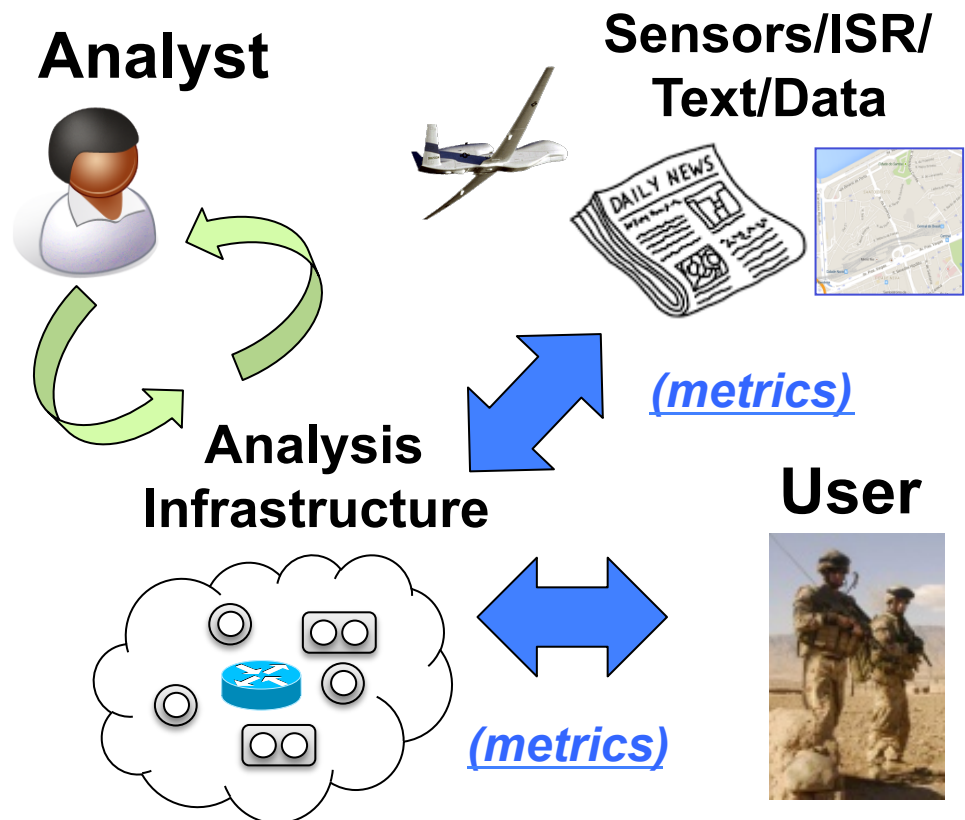 Analyst
Sensors/ISR/
Text/Data
DAILY NEWS
(metrics)
Analysis
Infrastructure
User
(metrics)